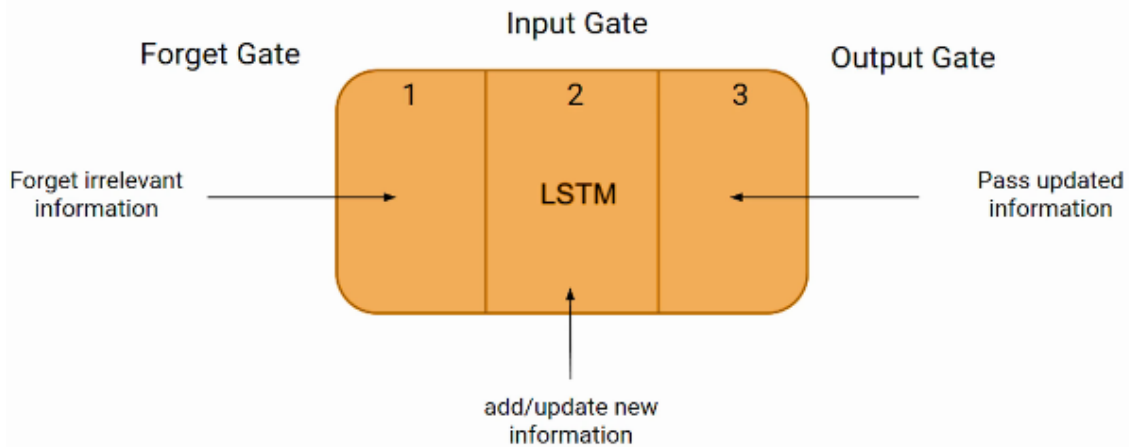 Input Gate
Forget Gate
Output Gate
1
2
3
Forget irrelevant
information
LSTM
Pass updated
information
add/update new
information